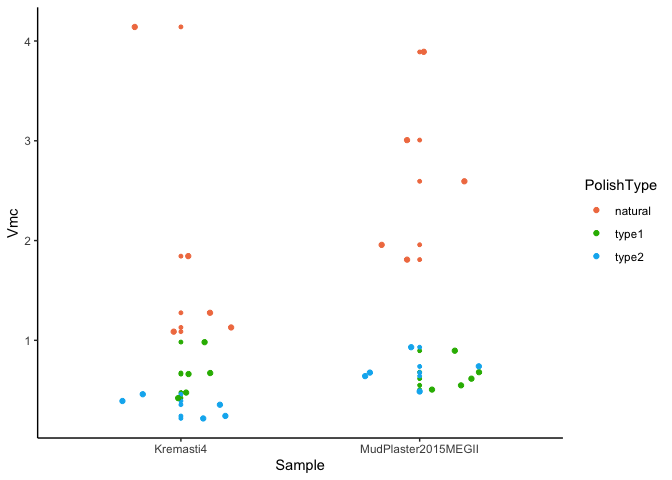 4
3
2
1
Vmc
Kremasti4
MudPlaster2015MEGII
Sample
PolishType
natural
type1
type2